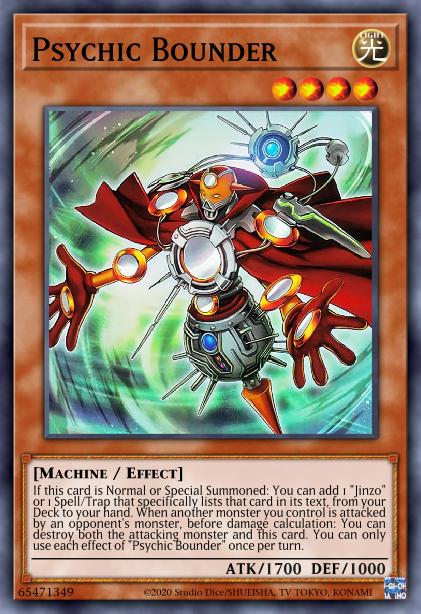 Psychic Bounder
LIGHT
光
[Machine / Effect]
If this card is Normal or Special Summoned: You can add 1 "Jinzo"
or 1 Spell/Trap that specifically lists that card in its text, from your
Deck to your hand. When another monster you control is attacked
by an opponent's monster, before damage calculation: You can
destroy both the attacking monster and this card. You can only
use each effect of "Psychic Bounder" once per turn.
ATK/1700 DEF/1000
65471349
©2020 Studio Dice/SHUEISHA, TV TOKYO, KONAMI